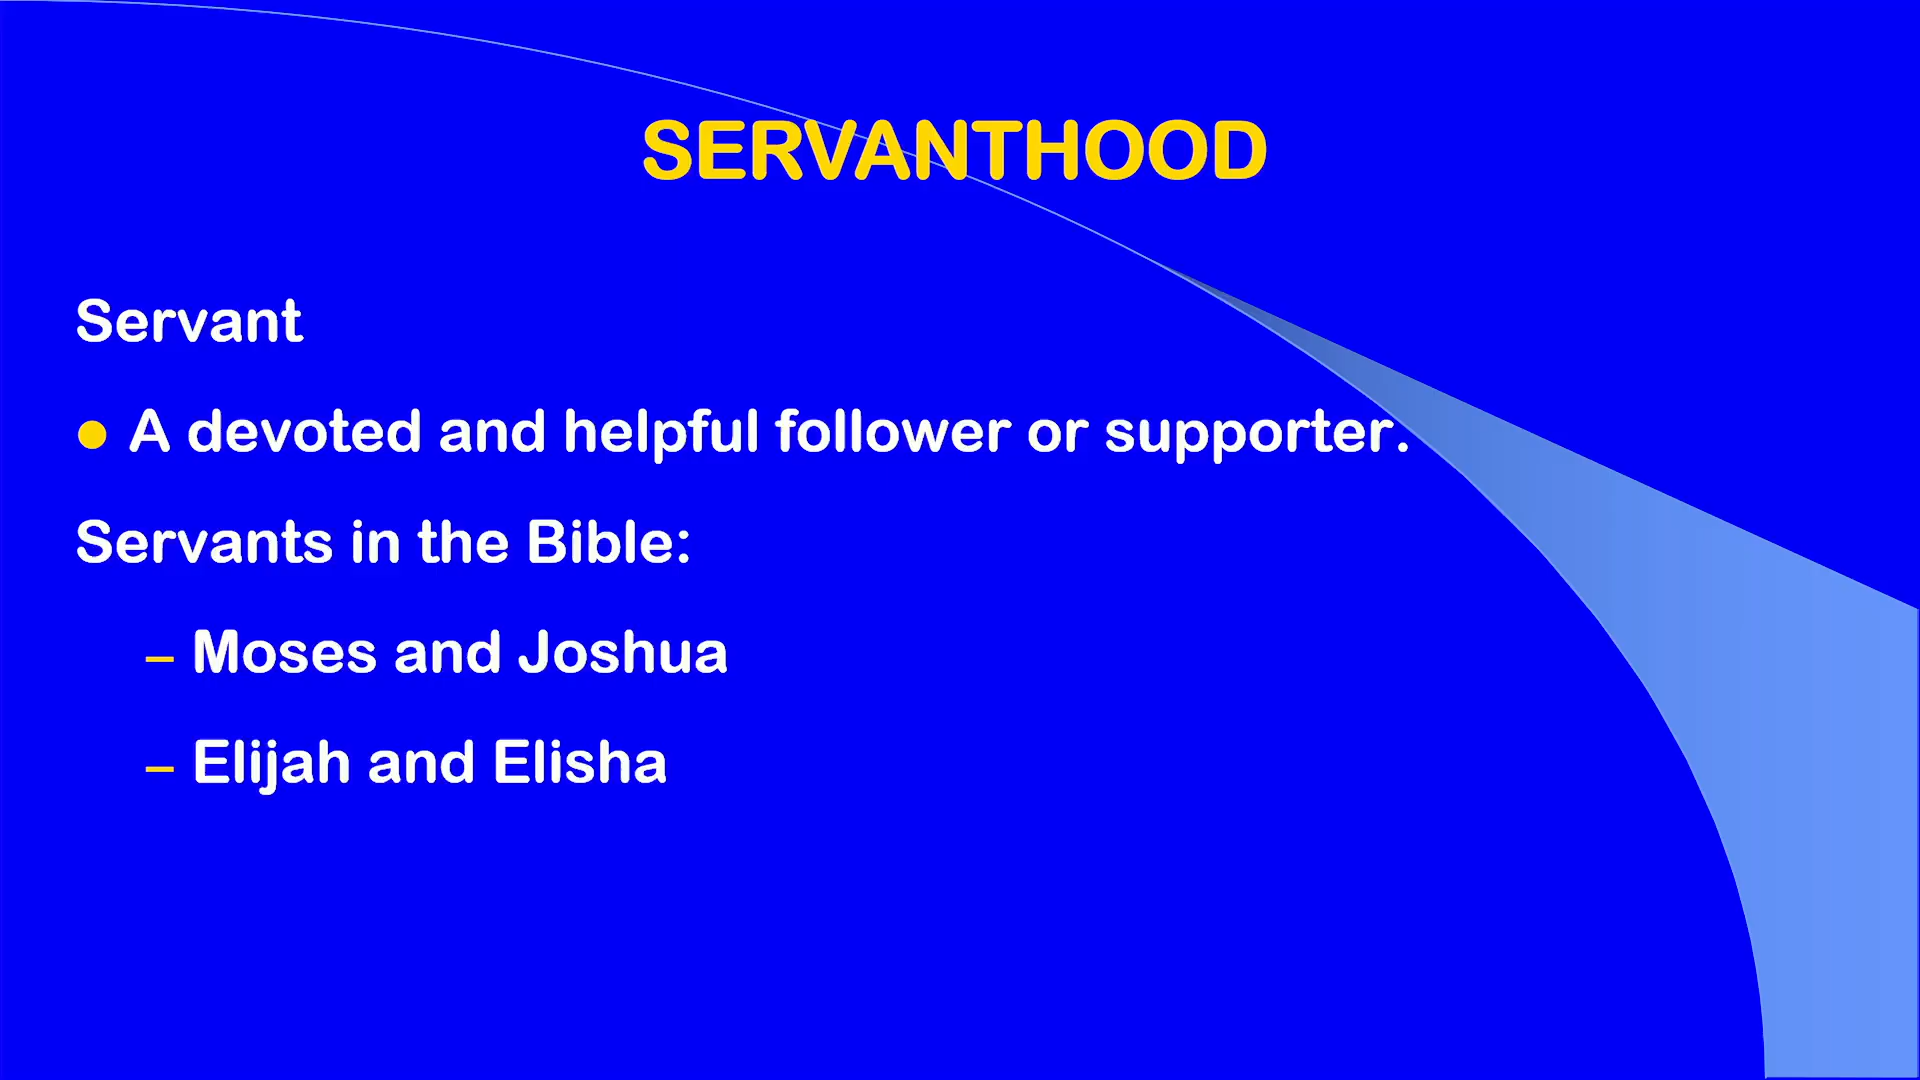 SERVANTHOOD
Servant
● A devoted and helpful follower or supporter.
Servants in the Bible:
– Moses and Joshua
– Elijah and Elisha